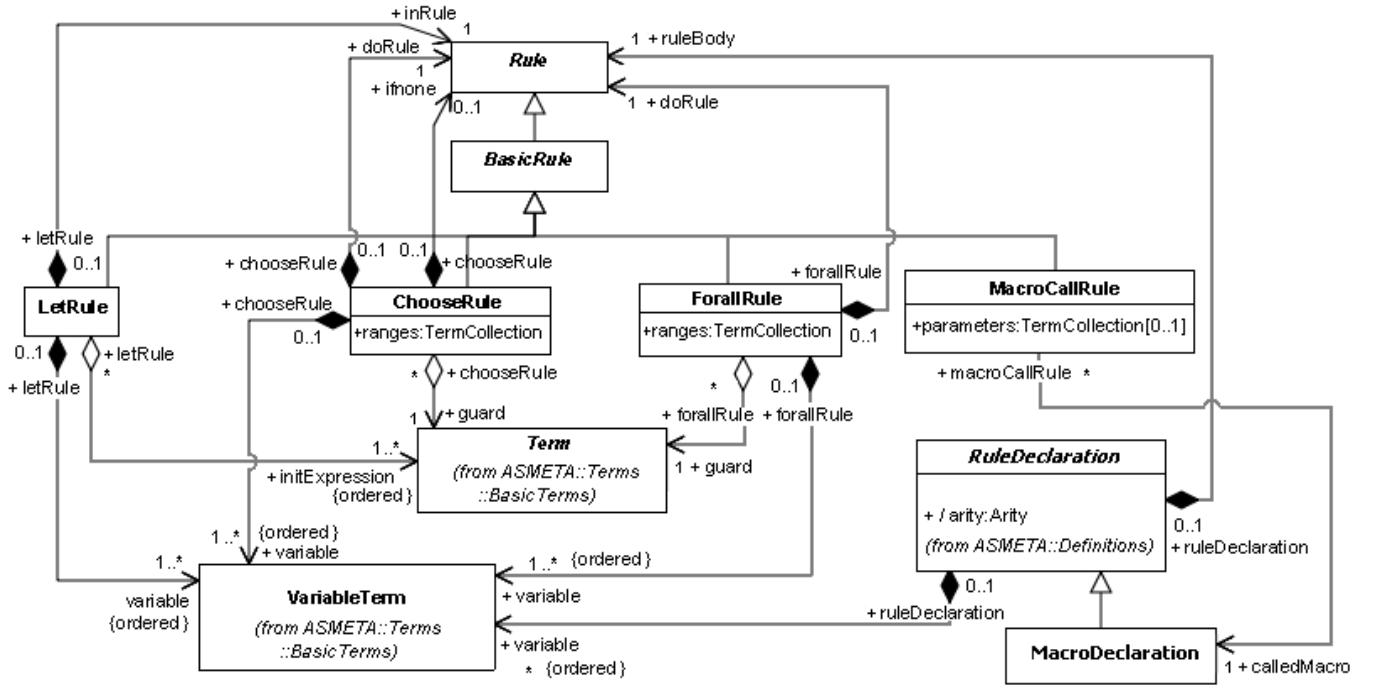 + inRule
1
+ doRule
1
1 + ruleBody
Rule
+ ifnone
0..1
1 + doRule
BasicRule
+ letRule
0..1
0..1
0..1
+ chooseRule
+ chooseRule
+ forallRule
LetRule
+ chooseRule
0..1
ChooseRule
+ranges:TermCollection
ForallRule
+ranges:TermCollection
0..1
MacroCallRule
+parameters:TermCollection[0..1]
0..1
+ letRule
*
+ letRule
* + chooseRule
*
0..1
+ macroCallRule *
+ guard
1
+ forallRule
+ forallRule
1..*
+ initExpression
{ordered}
Term
(from ASMETA::Terms
::BasicTerms)
1 + guard
RuleDeclaration
+ / arity:Arity
(from ASMETA::Definitions)
0..1
+ ruleDeclaration
{ordered}
1..*
+ variable
1..*
variable
{ordered}
VariableTerm
(from ASMETA::Terms
::BasicTerms)
1..* {ordered}
+ variable
0..1
+ ruleDeclaration
+ variable
* {ordered}
MacroDeclaration
1 + calledMacro